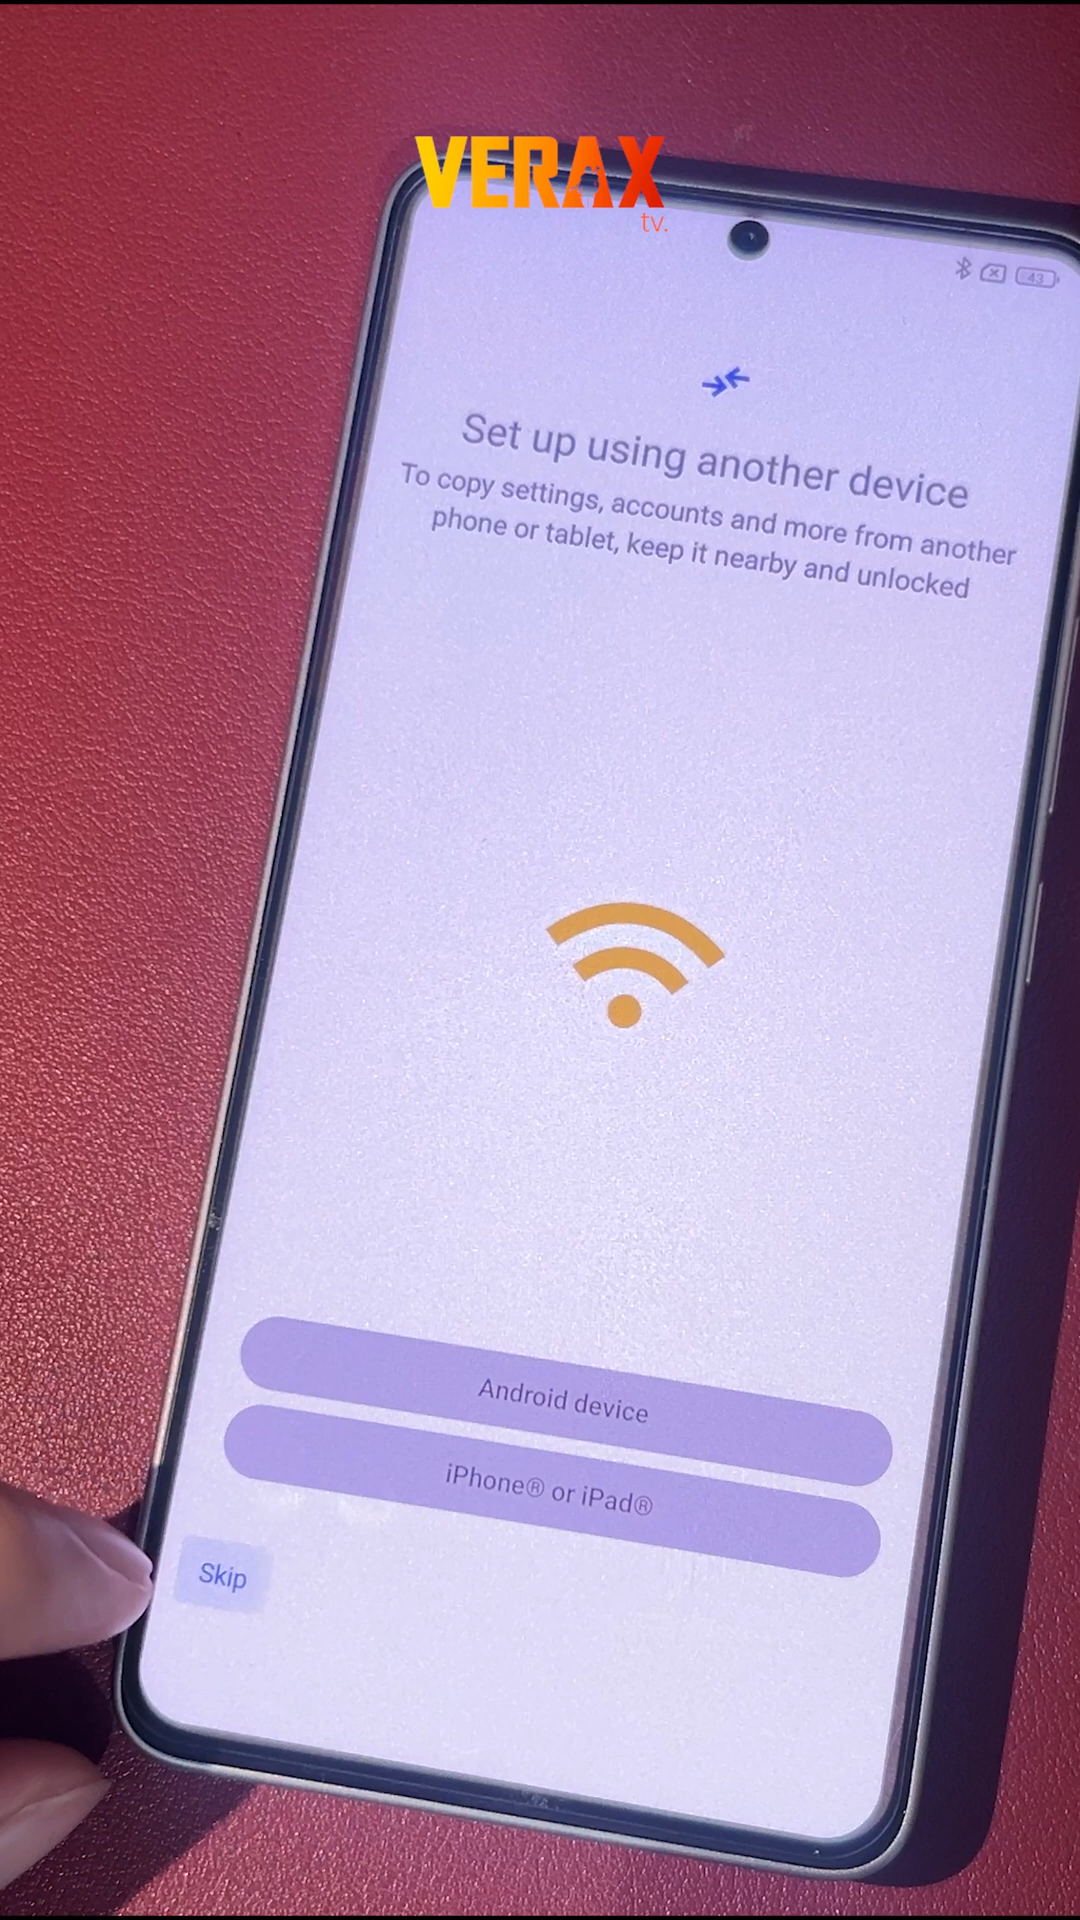 VERAX
tv.
43
Set up using another device
To copy settings, accounts and more from another
phone or tablet, keep it nearby and unlocked
Android device
iPhone® or iPad®
Skip